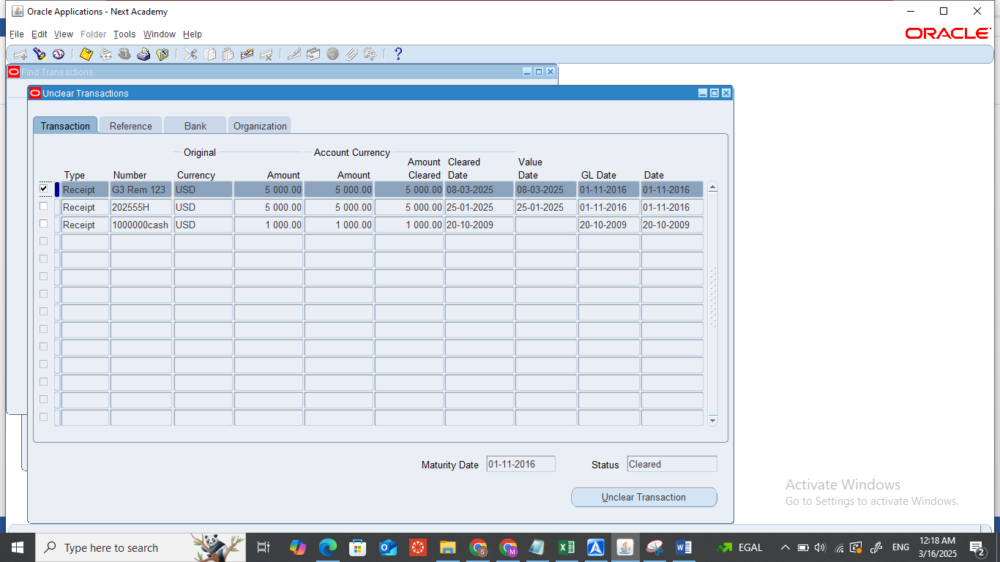 Oracle Applications - Next Academy
File Edit View Folder Tools Window Help
ORACLE
Find Transactions
Unclear Transactions
Transaction Reference Bank Organization
Original Account Currency
Amount Cleared Value
Type Number Currency Amount Amount Cleared Date Date GL Date Date
Receipt G3 Rem 123 USD 5 000.00 5 000.00 5 000.00 08-03-2025 08-03-2025 01-11-2016 01-11-2016
Receipt 202555H USD 5 000.00 5 000.00 5 000.00 25-01-2025 25-01-2025 01-11-2016 01-11-2016
Receipt 1000000cash USD 1 000.00 1 000.00 1 000.00 20-10-2009 20-10-2009 20-10-2009
Maturity Date 01-11-2016 Status Cleared
Unclear Transaction
Activate Windows
Go to Settings to activate Windows.
Type here to search
EGAL
ENG
12:18 AM
3/16/2025
2